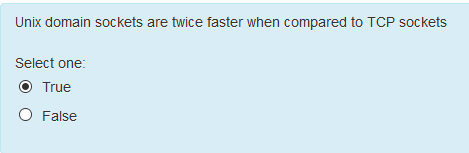 Unix domain sockets are twice faster when compared to TCP sockets
Select one:
True
False